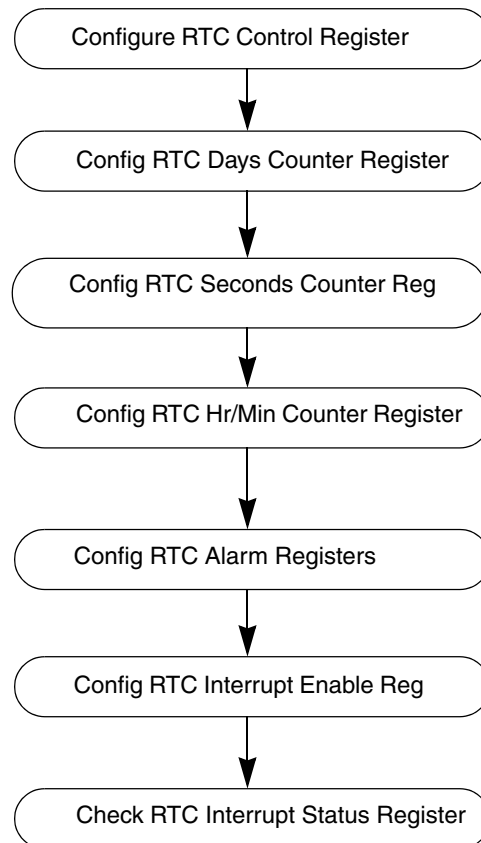 Configure RTC Control Register
Config RTC Days Counter Register
Config RTC Seconds Counter Reg
Config RTC Hr/Min Counter Register
Config RTC Alarm Registers
Config RTC Interrupt Enable Reg
Check RTC Interrupt Status Register